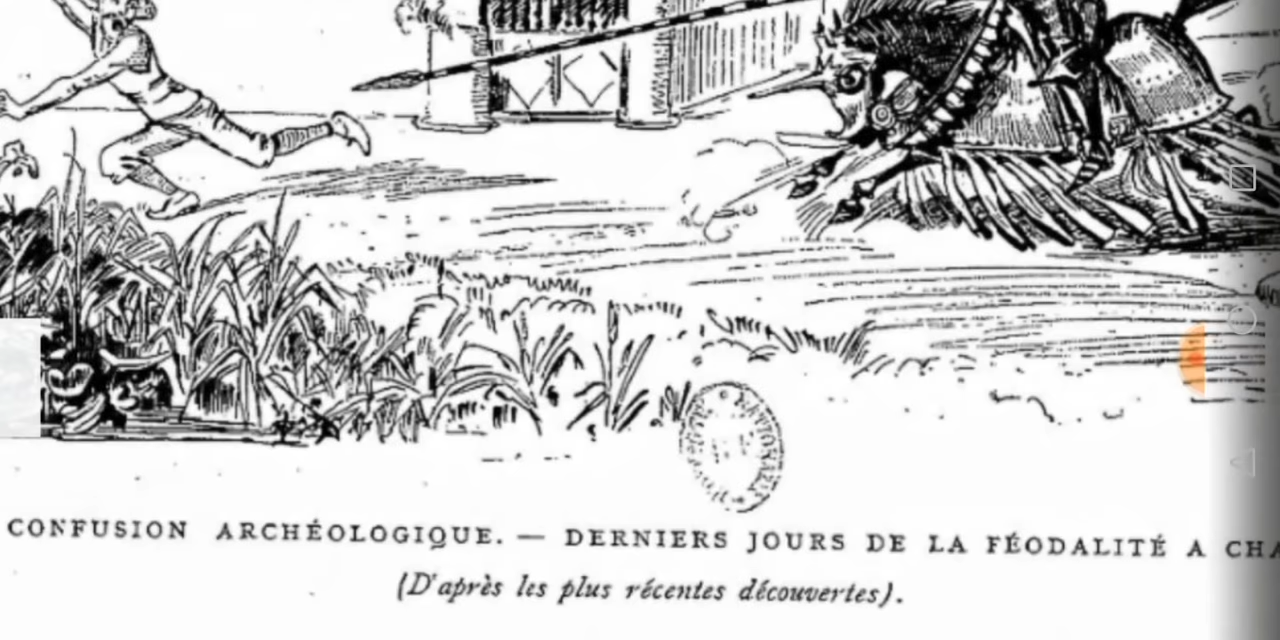 CONFUSION ARCHÉOLOGIQUE. — DERNIERS JOURS DE LA FÉODALITÉ A CHA
(D'après les plus récentes découvertes).